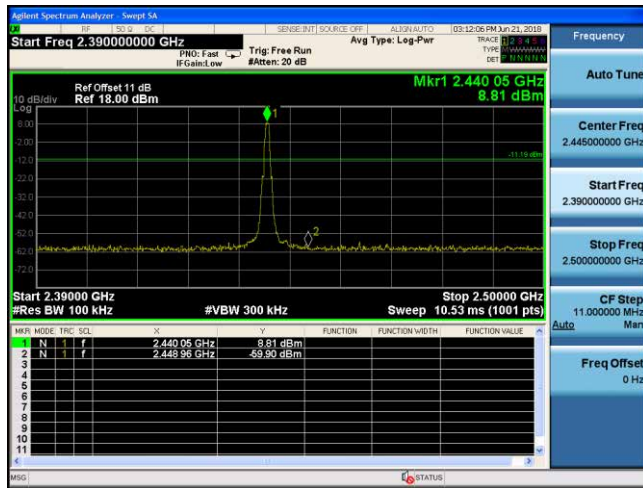 Agilent Spectrum Analyzer - Swept SA
RF 50 Ω DC SENSE:INT SOURCE OFF ALIGN AUTO 03:12:06 PM Jun 21, 2018
Start Freq 2.390000000 GHz
PNO: Fast
IFGain:Low
Trig: Free Run
#Atten: 20 dB
Avg Type: Log-Pwr
TRACE 1 2 3 4 5 6
TYPE
DET P N N N N N
Ref Offset 11 dB
Ref 18.00 dBm
Mkr1 2.440 05 GHz
8.81 dBm
10 dB/div
Log
8.00
-2.00
-12.0
-22.0
-32.0
-42.0
-52.0
-62.0
-72.0
1
-11.19 dBm
2
Start 2.39000 GHz
Stop 2.50000 GHz
#Res BW 100 kHz
#VBW 300 kHz
Sweep 10.53 ms (1001 pts)
MKR MODE TRC SCL X Y FUNCTION FUNCTION WIDTH FUNCTION VALUE
1 N 1 f 2.440 05 GHz 8.81 dBm
2 N 1 f 2.448 96 GHz -59.90 dBm
3
4
5
6
7
8
9
10
11
MSG
STATUS
Frequency
Auto Tune
Center Freq
2.445000000 GHz
Start Freq
2.390000000 GHz
Stop Freq
2.500000000 GHz
CF Step
11.000000 MHz
Auto Man
Freq Offset
0 Hz